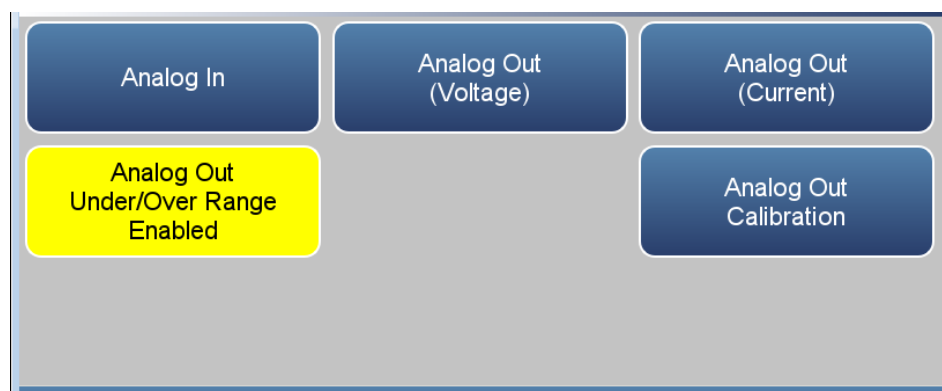 Analog In
Analog Out
(Voltage)
Analog Out
(Current)
Analog Out
Under/Over Range
Enabled
Analog Out
Calibration